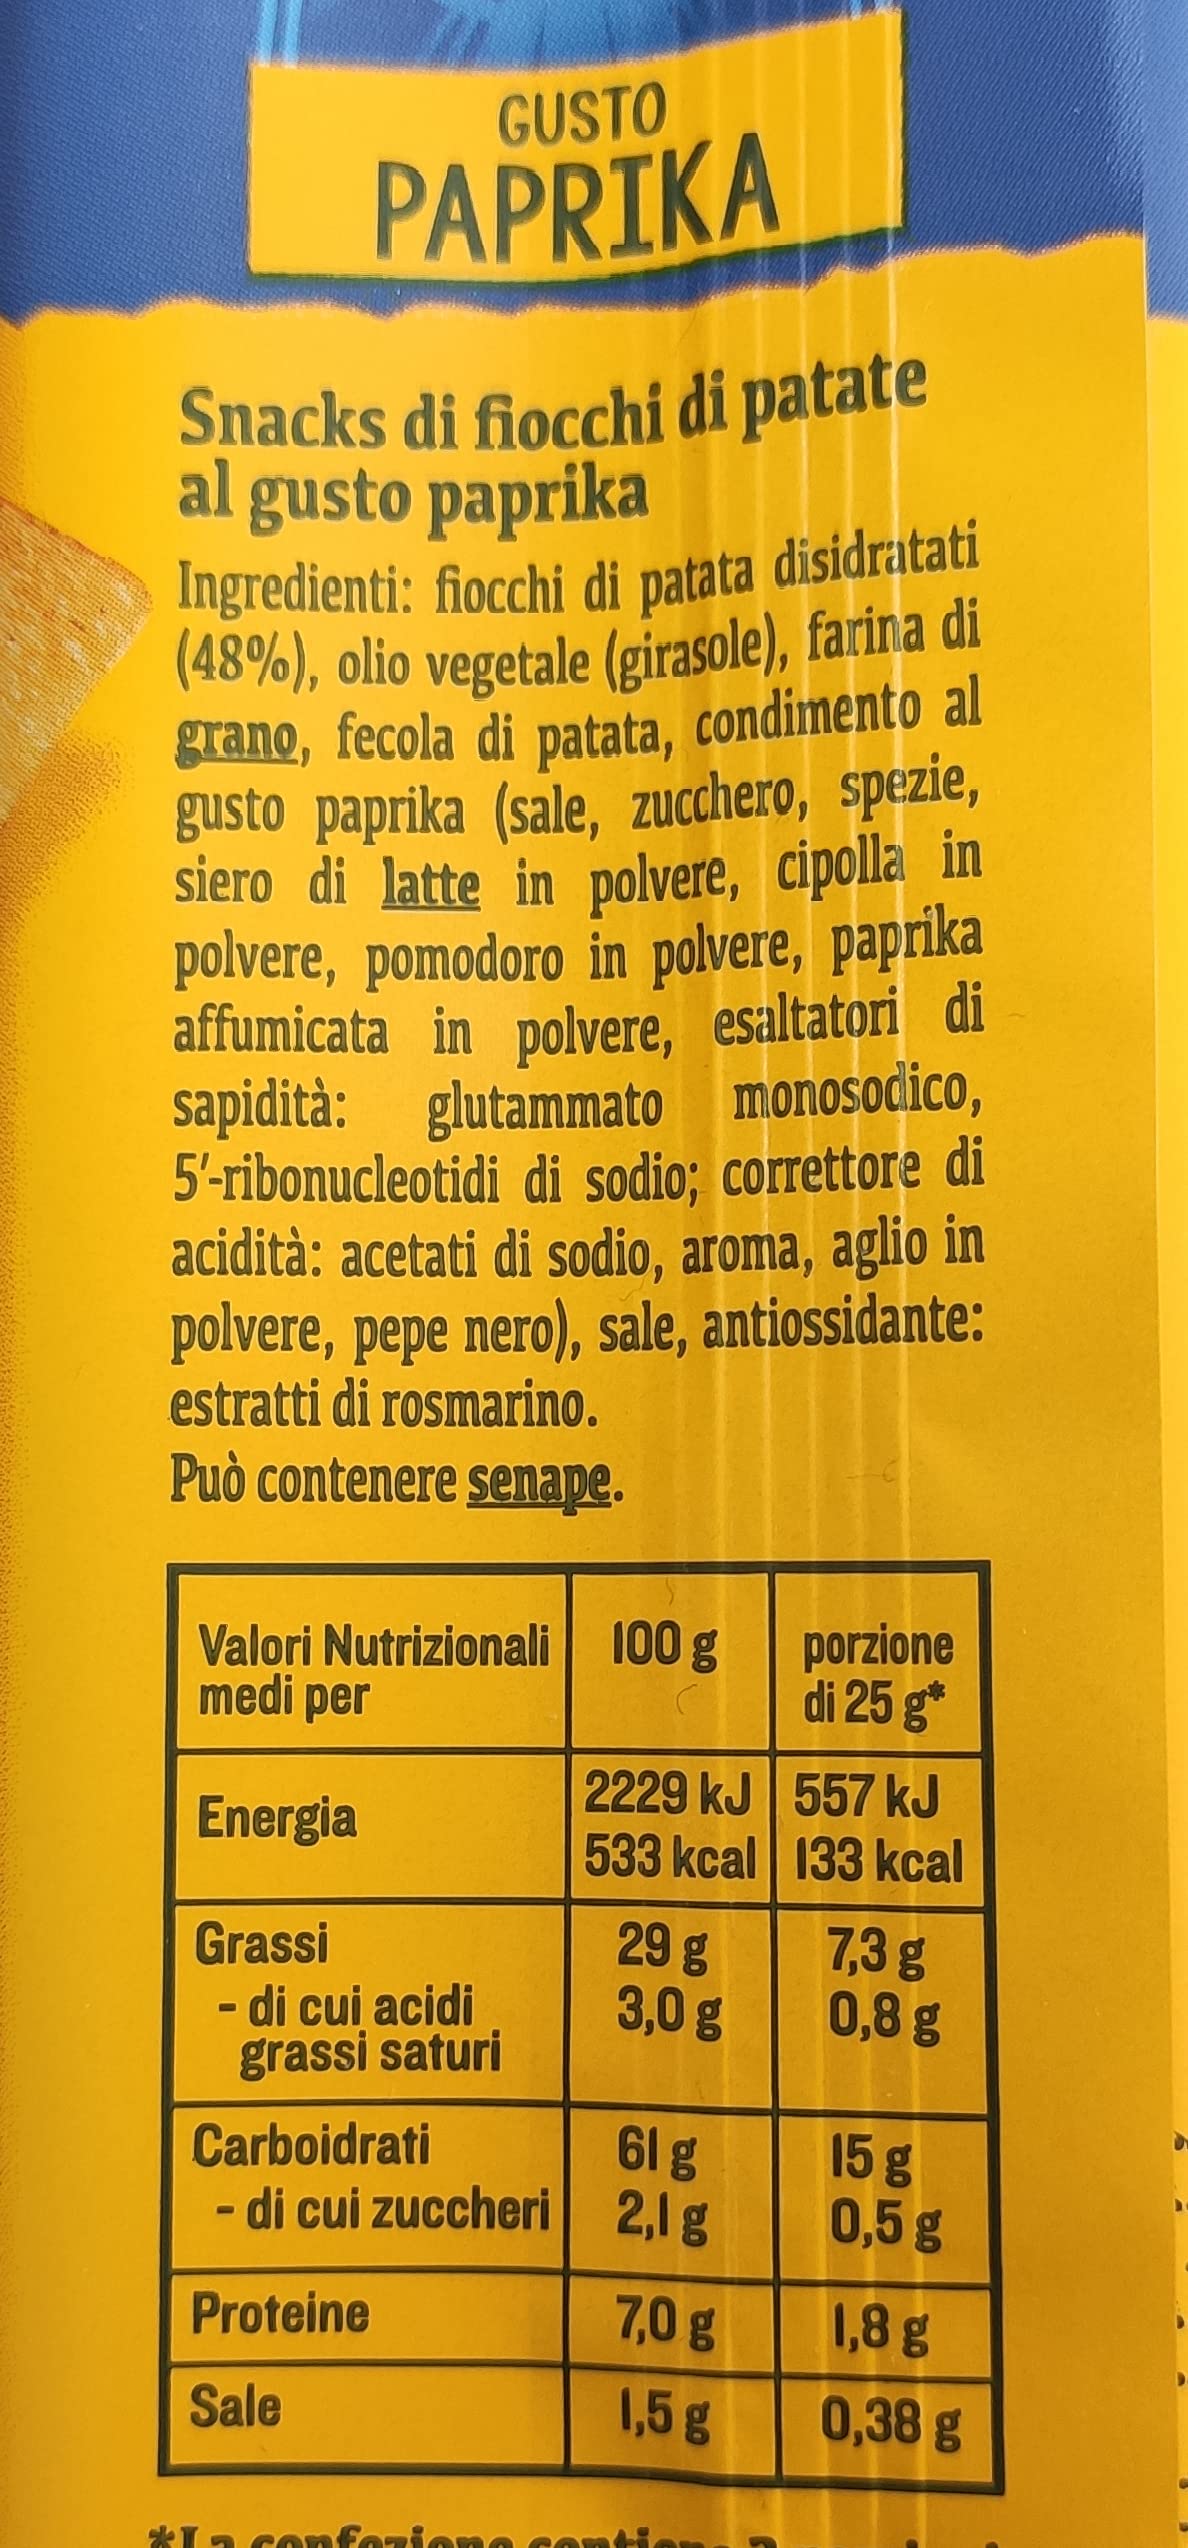 GUSTO
PAPRIKA
Snacks di fiocchi di patate
al gusto paprika
Ingredienti: fiocchi di patata disidratati
(48%), olio vegetale (girasole), farina di
grano, fecola di patata, condimento al
gusto paprika (sale, zucchero, spezie,
siero di latte in polvere, cipolla in
polvere, pomodoro in polvere, paprika
affumicata in polvere, esaltatori di
sapidità: glutammato monosodico,
5'-ribonucleotidi di sodio; correttore di
acidità: acetati di sodio, aroma, aglio in
polvere, pepe nero), sale, antiossidante:
estratti di rosmarino.
Può contenere senape.
Valori Nutrizionali 100 g porzione
medi per di 25 g*
Energia 2229 kJ 557 kJ
533 kcal 133 kcal
Grassi 29 g 7,3 g
- di cui acidi 3,0 g 0,8 g
grassi saturi
Carboidrati 61 g 15 g
- di cui zuccheri 2,1 g 0,5 g
Proteine 7,0 g 1,8 g
Sale 1,5 g 0,38 g
*La confezione